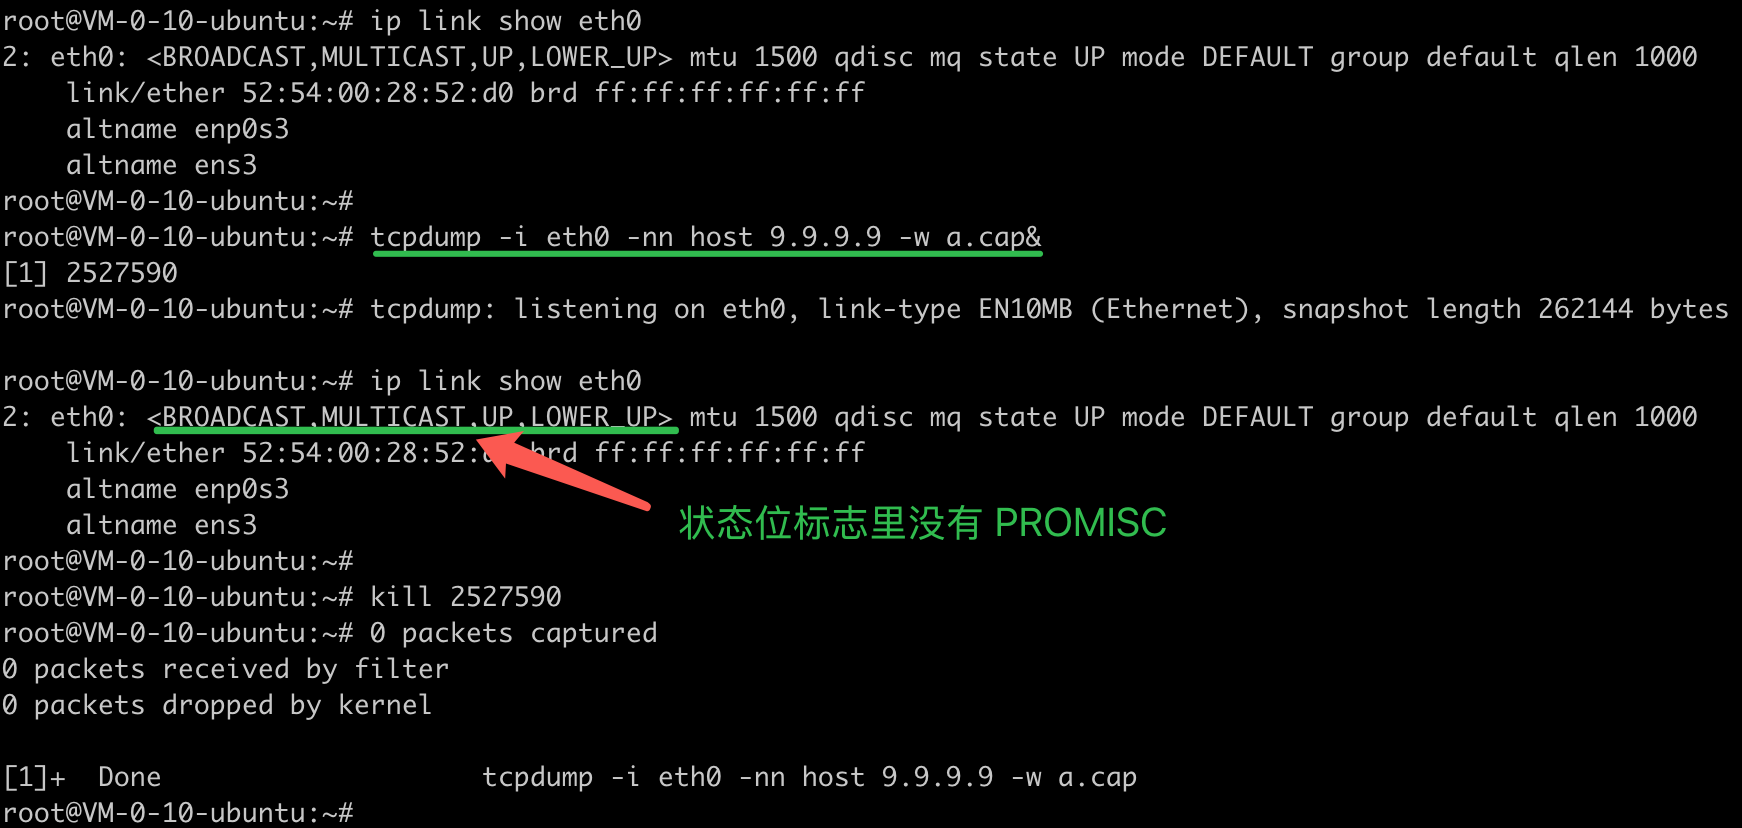 root@VM-0-10-ubuntu:~# ip link show eth0
2: eth0: <BROADCAST,MULTICAST,UP,LOWER_UP> mtu 1500 qdisc mq state UP mode DEFAULT group default qlen 1000
    link/ether 52:54:00:28:52:d0 brd ff:ff:ff:ff:ff:ff
    altname enp0s3
    altname ens3
root@VM-0-10-ubuntu:~#
root@VM-0-10-ubuntu:~# tcpdump -i eth0 -nn host 9.9.9.9 -w a.cap&
[1] 2527590
root@VM-0-10-ubuntu:~# tcpdump: listening on eth0, link-type EN10MB (Ethernet), snapshot length 262144 bytes
root@VM-0-10-ubuntu:~# ip link show eth0
2: eth0: <BROADCAST,MULTICAST,UP,LOWER_UP> mtu 1500 qdisc mq state UP mode DEFAULT group default qlen 1000
    link/ether 52:54:00:28:52: brd ff:ff:ff:ff:ff:ff
    altname enp0s3
    altname ens3
状态位标志里没有 PROMISC
root@VM-0-10-ubuntu:~#
root@VM-0-10-ubuntu:~# kill 2527590
root@VM-0-10-ubuntu:~# 0 packets captured
0 packets received by filter
0 packets dropped by kernel
[1]+  Done                    tcpdump -i eth0 -nn host 9.9.9.9 -w a.cap
root@VM-0-10-ubuntu:~#